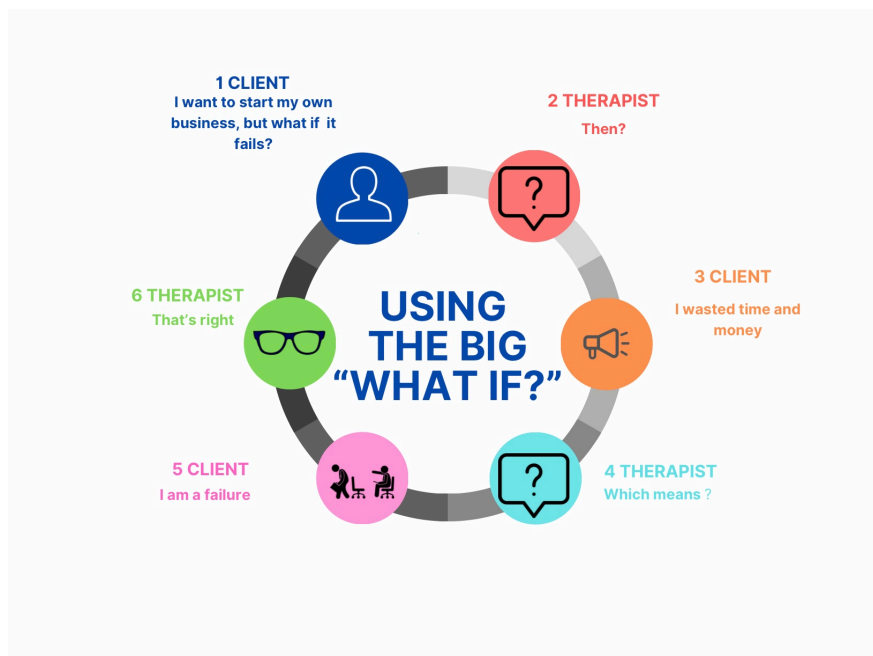 1 CLIENT
I want to start my own
business, but what if it
fails?
2 THERAPIST
Then?
3 CLIENT
I wasted time and
money
4 THERAPIST
Which means ?
5 CLIENT
I am a failure
6 THERAPIST
That's right
USING
THE BIG
“WHAT IF?”
?
?